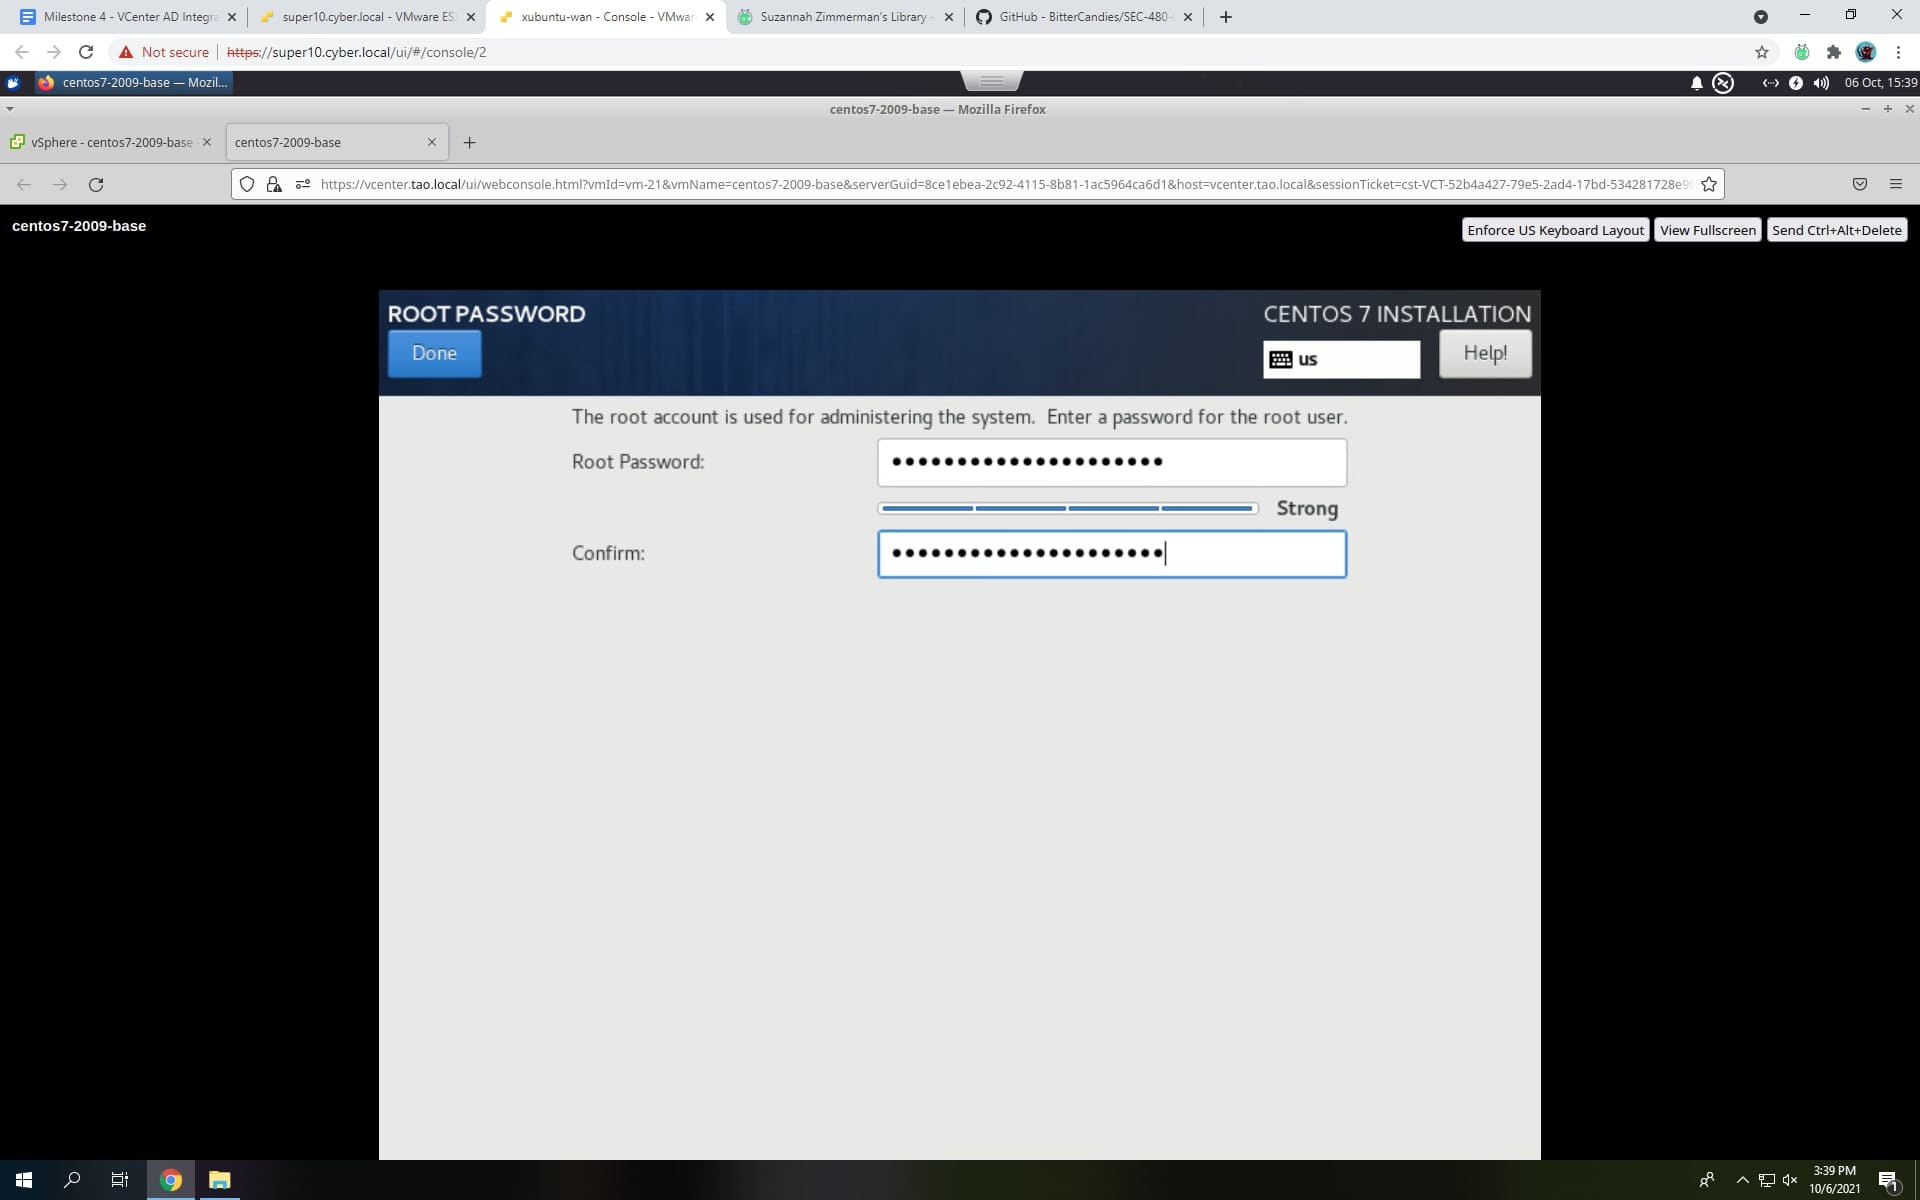 Milestone 4 - VCenter AD Integra
super10.cyber.local - VMware ES
xubuntu-wan - Console - VMwar
Suzannah Zimmerman's Library -
GitHub - BitterCandies/SEC-480-
Not secure
https://super10.cyber.local/ui/#/console/2
centos7-2009-base — Mozil...
06 Oct, 15:39
centos7-2009-base — Mozilla Firefox
vSphere - centos7-2009-base
centos7-2009-base
https://vcenter.tao.local/ui/webconsole.html?vmId=vm-21&vmName=centos7-2009-base&serverGuid=8ce1ebea-2c92-4115-8b81-1ac5964ca6d1&host=vcenter.tao.local&sessionTicket=cst-VCT-52b4a427-79e5-2ad4-17bd-534281728e9
centos7-2009-base
Enforce US Keyboard Layout
View Fullscreen
Send Ctrl+Alt+Delete
ROOT PASSWORD
CENTOS 7 INSTALLATION
Done
us
Help!
The root account is used for administering the system. Enter a password for the root user.
Root Password:
●●●●●●●●●●●●●●●●●●●●●
Strong
Confirm:
●●●●●●●●●●●●●●●●●●●●●
3:39 PM
10/6/2021
1